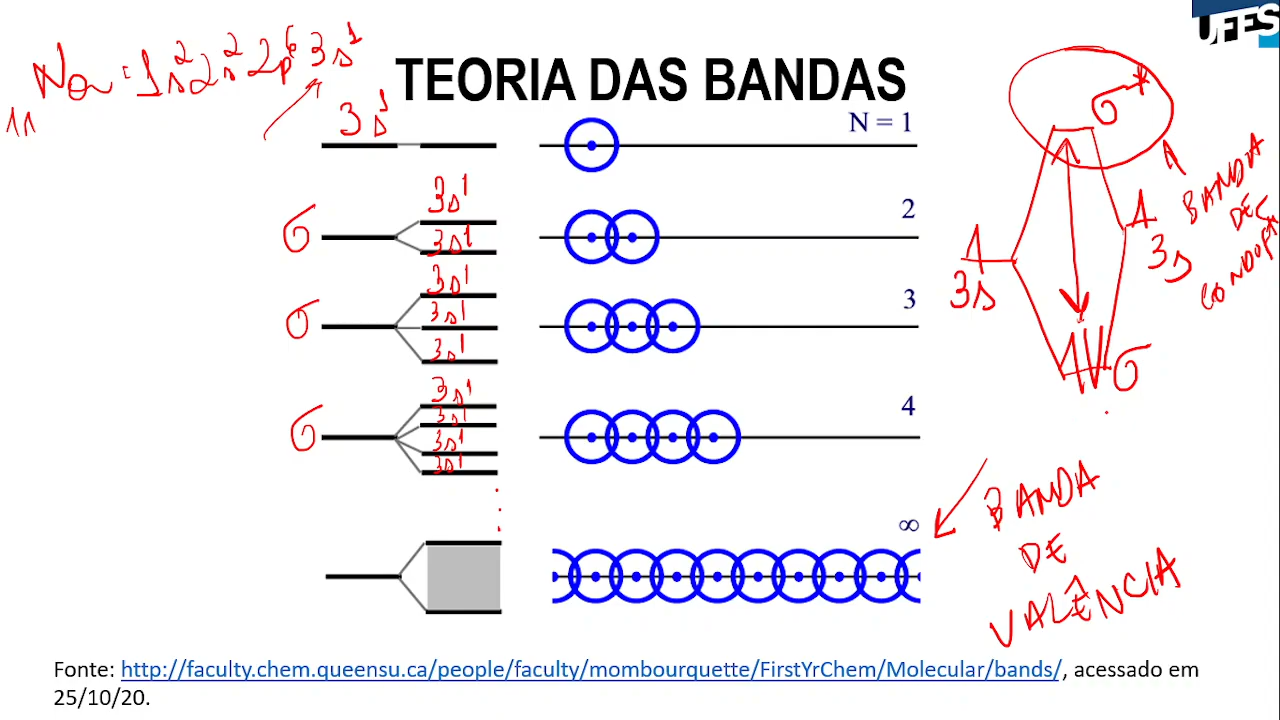 UFES
₁₁Na = 1s² 2s² 2p⁶ 3s¹
TEORIA DAS BANDAS
3s¹
N = 1
σ*
BANDA
DE
3s¹
2
σ
3s¹
1
3s
1
3s
3s¹
3
σ
3s¹
3s¹
σ
3s¹
4
3s¹
σ
3s¹
3s¹
∞
BANDA
DE
VALÊNCIA
Fonte: http://faculty.chem.queensu.ca/people/faculty/mombourquette/FirstYrChem/Molecular/bands/, acessado em
25/10/20.